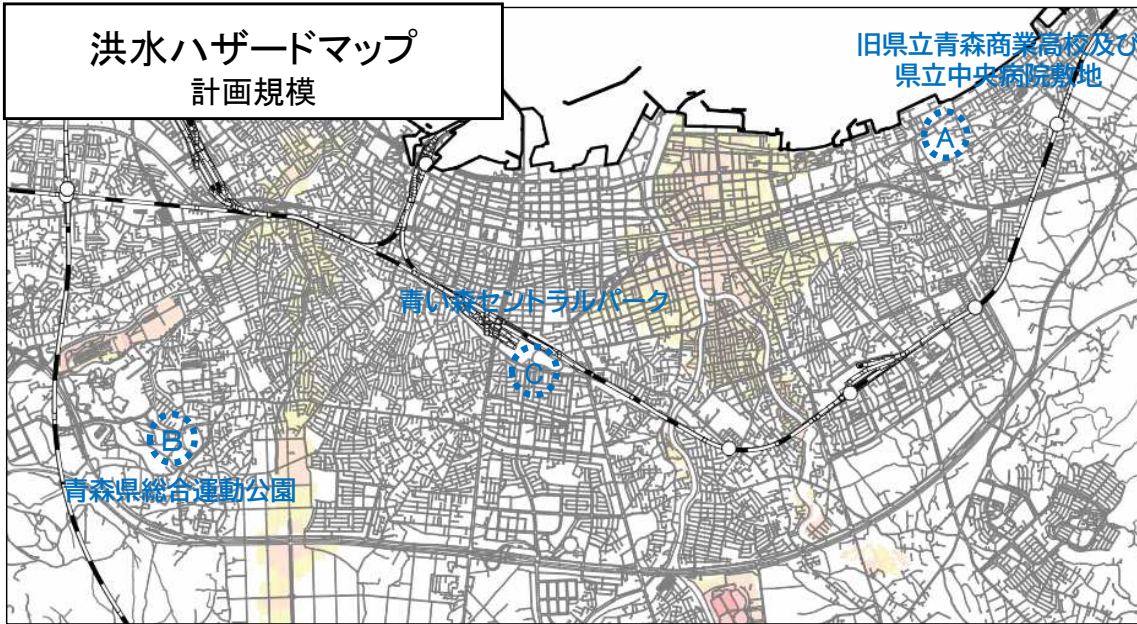 洪水ハザードマップ
計画規模
旧県立青森商業高校及び
県立中央病院敷地
A
青い森セントラルパーク
C
B
青森県総合運動公園